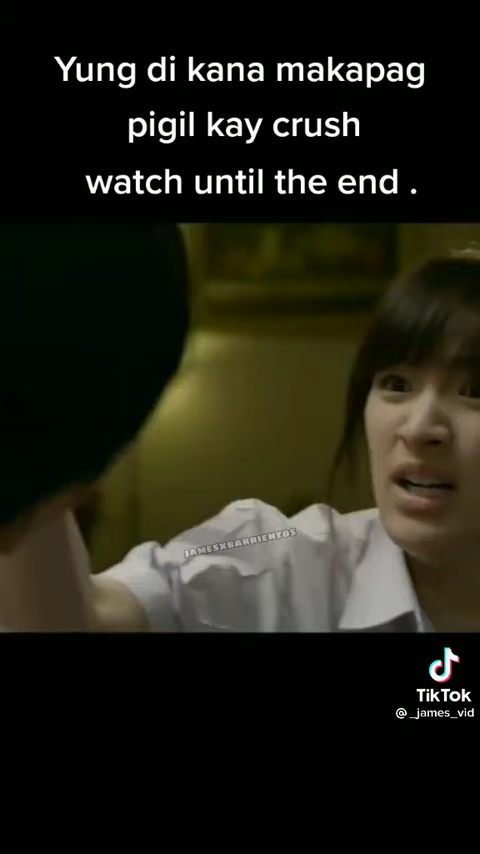 Yung di kana makapag
pigil kay crush
watch until the end .
JAMESXBARRIENTOS
TikTok
@_james_vid